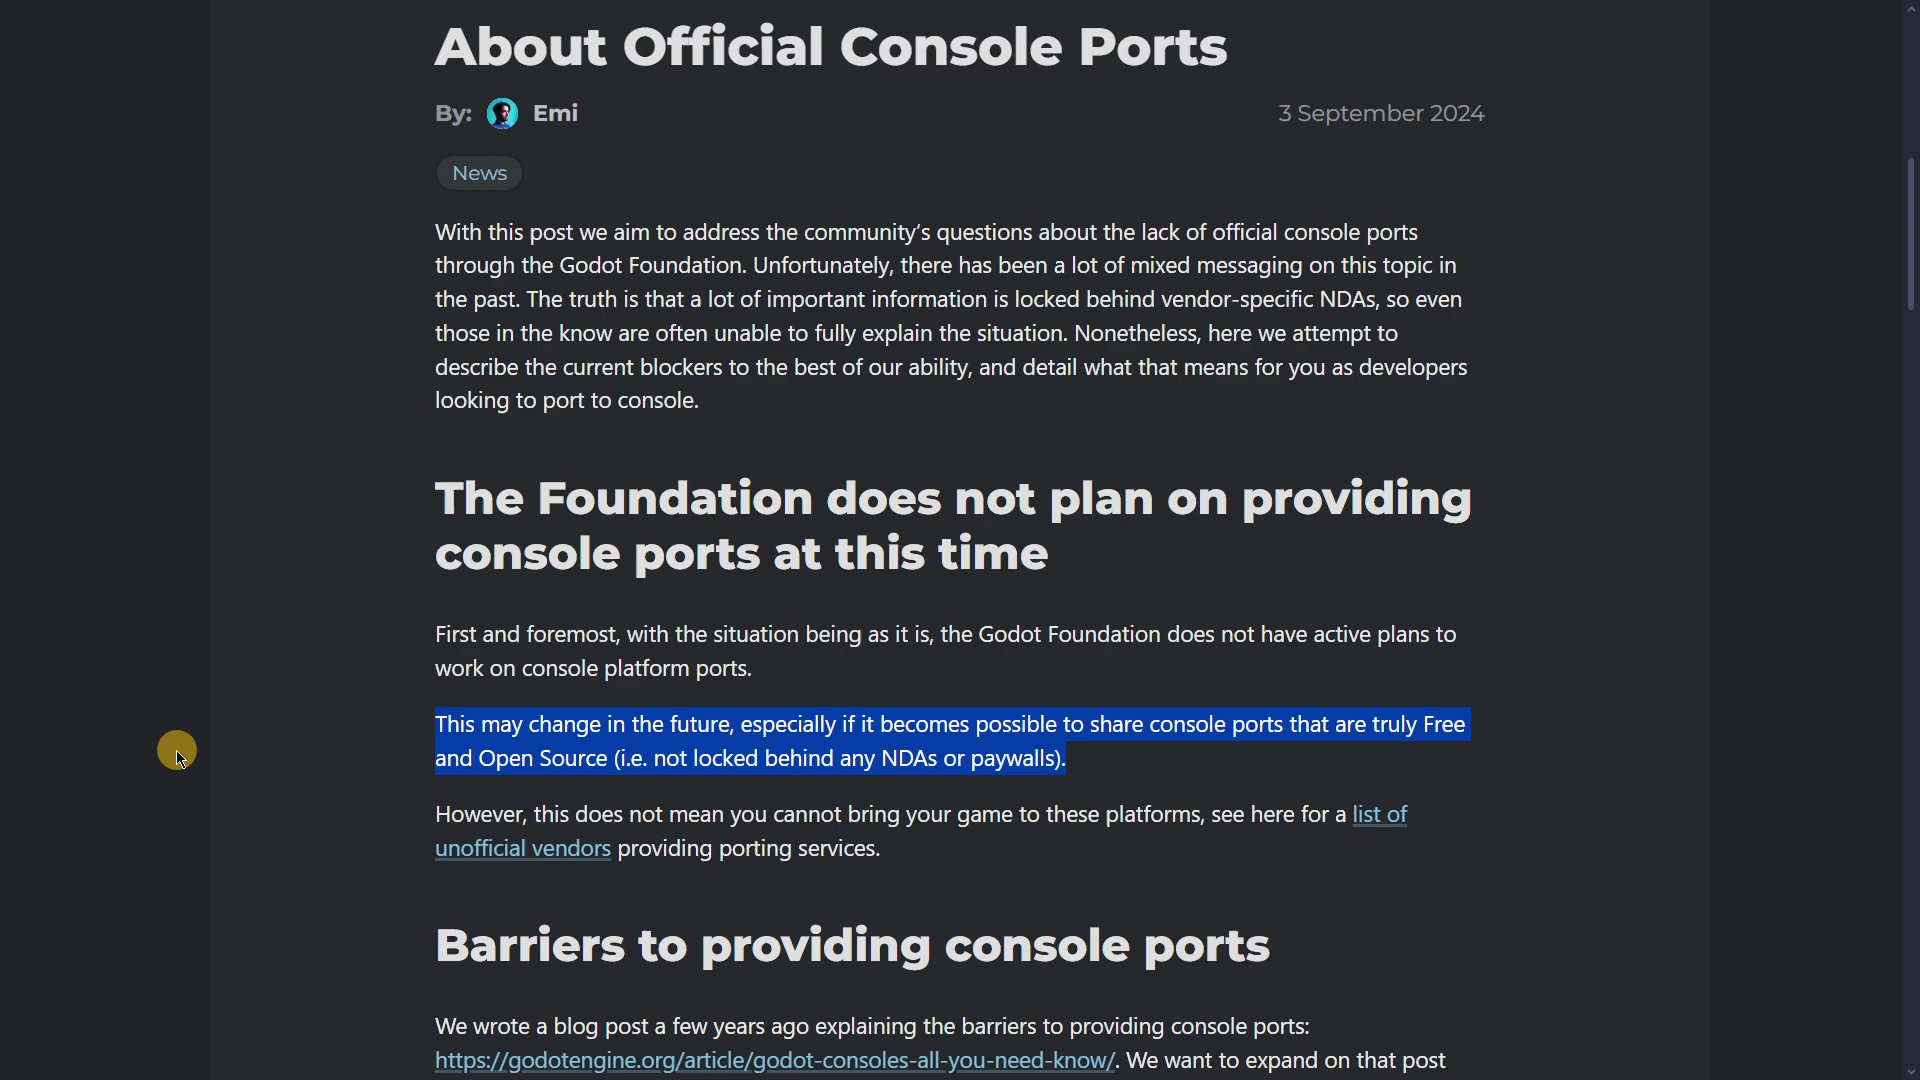 About Official Console Ports
By: Emi
3 September 2024
News
With this post we aim to address the community’s questions about the lack of official console ports
through the Godot Foundation. Unfortunately, there has been a lot of mixed messaging on this topic in
the past. The truth is that a lot of important information is locked behind vendor-specific NDAs, so even
those in the know are often unable to fully explain the situation. Nonetheless, here we attempt to
describe the current blockers to the best of our ability, and detail what that means for you as developers
looking to port to console.
The Foundation does not plan on providing
console ports at this time
First and foremost, with the situation being as it is, the Godot Foundation does not have active plans to
work on console platform ports.
This may change in the future, especially if it becomes possible to share console ports that are truly Free
and Open Source (i.e. not locked behind any NDAs or paywalls).
However, this does not mean you cannot bring your game to these platforms, see here for a list of
unofficial vendors providing porting services.
Barriers to providing console ports
We wrote a blog post a few years ago explaining the barriers to providing console ports:
https://godotengine.org/article/godot-consoles-all-you-need-know/. We want to expand on that post